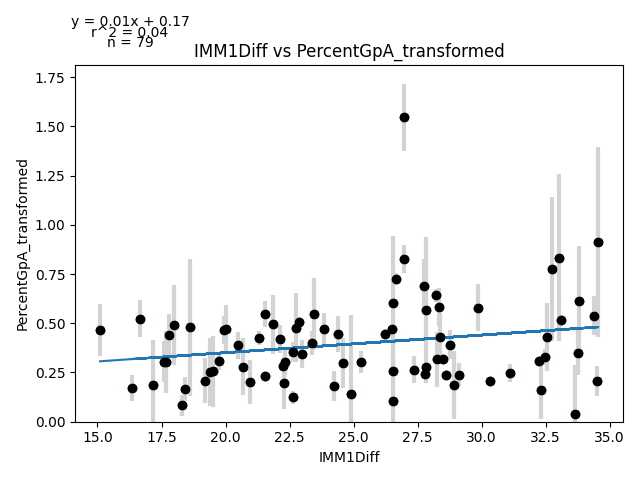 y = 0.01x + 0.17
r^2 = 0.04
n = 79
IMM1Diff vs PercentGpA_transformed
PercentGpA_transformed
1.75
1.50
1.25
1.00
0.75
0.50
0.25
0.00
15.0 17.5 20.0 22.5 25.0 27.5 30.0 32.5 35.0
IMM1Diff